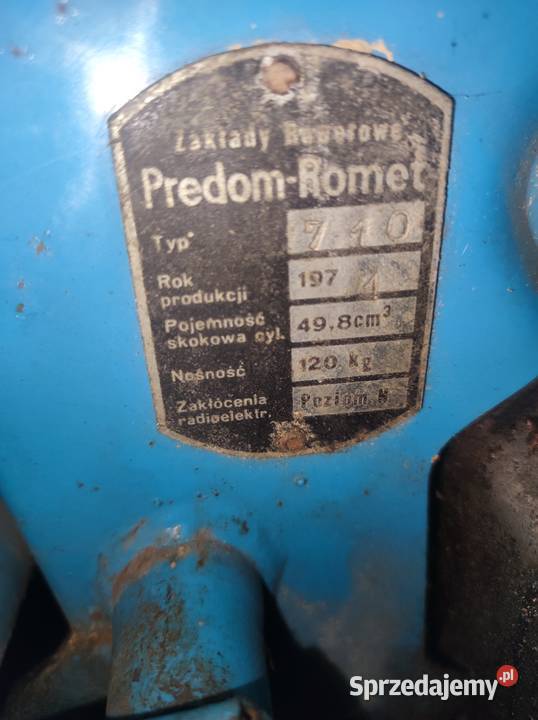 Zakłady Rowerowe
Predom-Romet
Typ 710
Rok produkcji 197
Pojemność skokowa cyl. 49,8cm³
Nośność 120 kg
Zakłócenia radioelektr. Poziom N
Sprzedajemy.pl